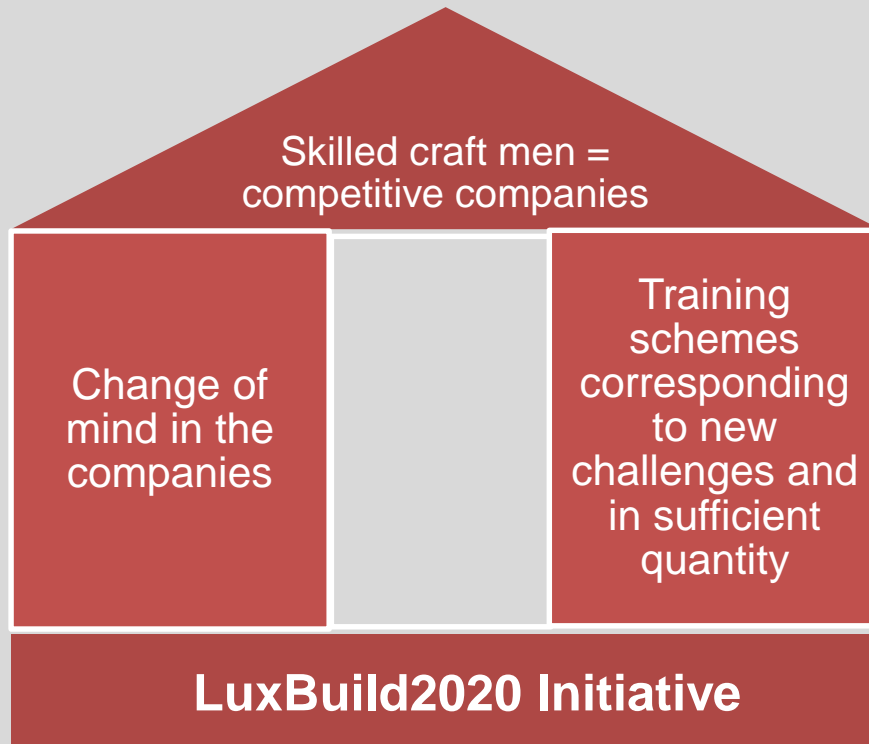 Skilled craft men =
competitive companies
Change of
mind in the
companies
Training
schemes
corresponding
to new
challenges and
in sufficient
quantity
LuxBuild2020 Initiative